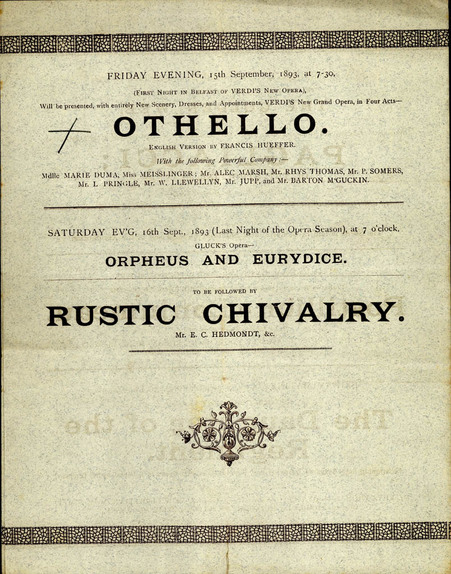 FRIDAY EVENING, 15th September, 1893, at 7-30,
(First Night in Belfast of VERDI'S New Opera),
Will be presented, with entirely New Scenery, Dresses, and Appointments, VERDI'S New Grand Opera, in Four Acts—
OTHELLO.
English Version by FRANCIS HUEFFER.
With the following Powerful Company:—
Mdlle MARIE DUMA, Miss MEISSLINGER; Mr. ALEC MARSH, Mr. RHYS THOMAS, Mr. P. SOMERS,
Mr. L. PRINGLE, Mr. W. LLEWELLYN, Mr. JUPP, and Mr. BARTON M'GUCKIN.
SATURDAY EV'G, 16th Sept., 1893 (Last Night of the Opera Season), at 7 o'clock,
GLUCK'S Opera—
ORPHEUS AND EURYDICE.
TO BE FOLLOWED BY
RUSTIC CHIVALRY.
Mr. E. C. HEDMONDT, &c.